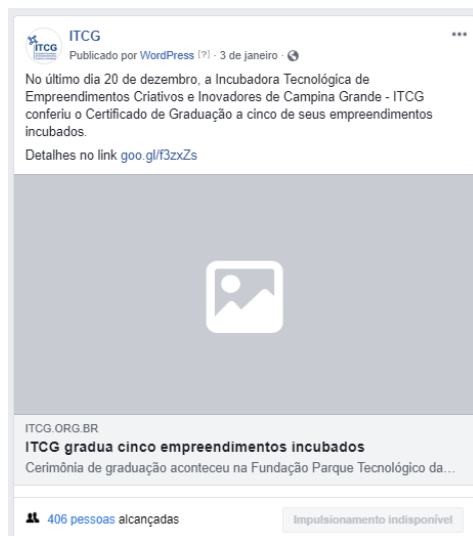 ITCG
ITCG
Publicado por WordPress [?] · 3 de janeiro ·
No último dia 20 de dezembro, a Incubadora Tecnológica de
Empreendimentos Criativos e Inovadores de Campina Grande - ITCG
conferiu o Certificado de Graduação a cinco de seus empreendimentos
incubados.
Detalhes no link goo.gl/f3zxZs
ITCG.ORG.BR
ITCG gradua cinco empreendimentos incubados
Cerimônia de graduação aconteceu na Fundação Parque Tecnológico da...
406 pessoas alcançadas
Impulsionamento indisponível